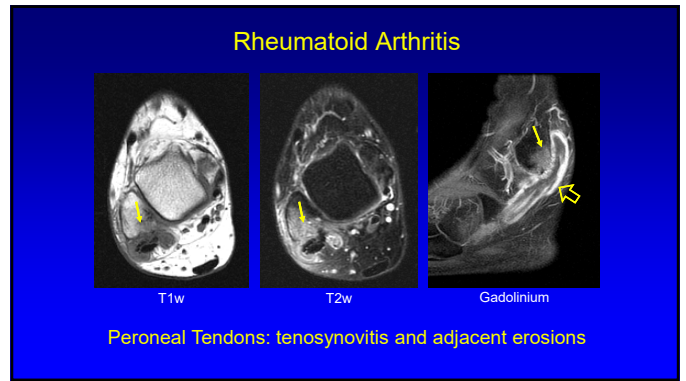 Rheumatoid Arthritis
T1w
T2w
Gadolinium
Peroneal Tendons: tenosynovitis and adjacent erosions